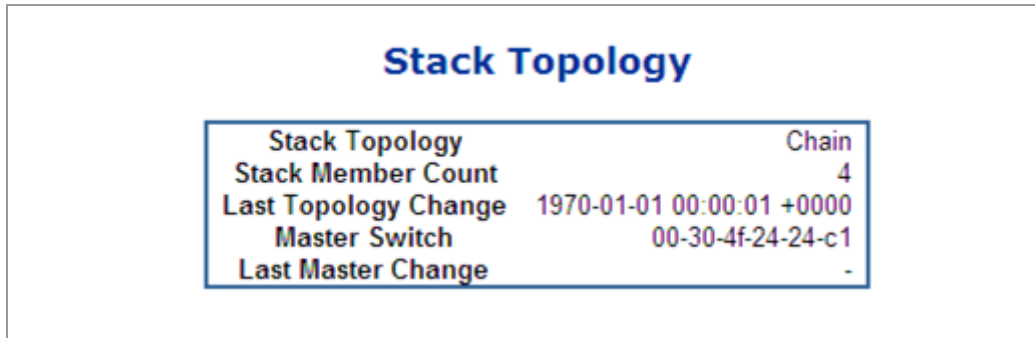 Stack Topology
Stack Topology Chain
Stack Member Count 4
Last Topology Change 1970-01-01 00:00:01 +0000
Master Switch 00-30-4f-24-24-c1
Last Master Change -